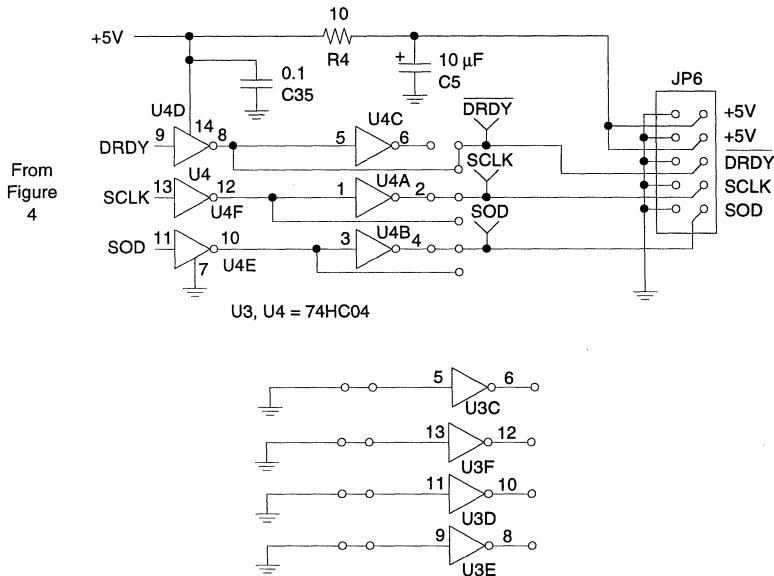 10
+5V
R4
+
10 µF
C5
0.1
C35
JP6
U4D
14
9
8
DRDY
U4C
5
6
DRDY
+5V
+5V
DRDY
SCLK
SOD
From
Figure
4
SCLK
13
U4
12
U4F
1
U4A
2
SCLK
SOD
SOD
11
10
7
U4E
3
U4B
4
U3, U4 = 74HC04
5
6
U3C
13
12
U3F
11
10
U3D
9
8
U3E